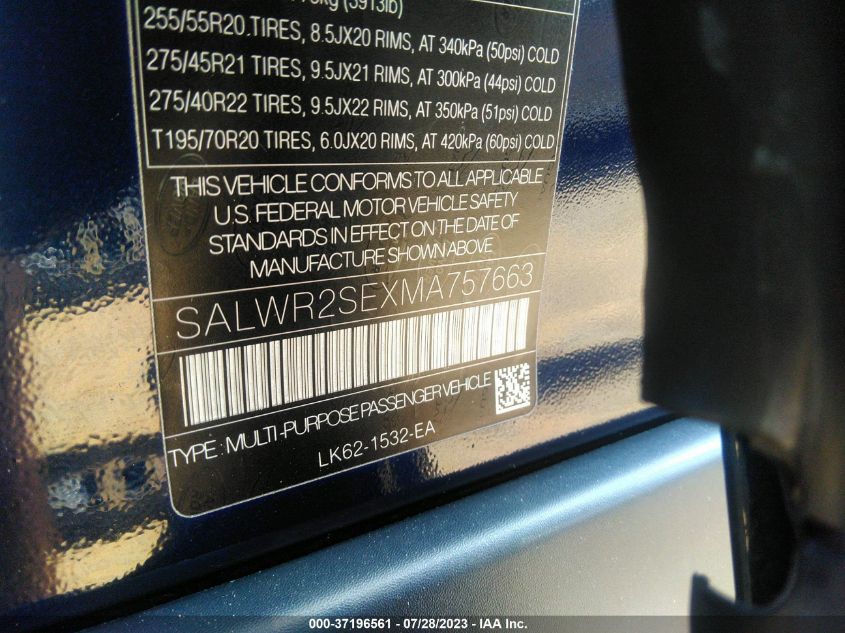 (3913lb)
255/55R20 TIRES, 8.5JX20 RIMS, AT 340kPa (50psi) COLD
275/45R21 TIRES, 9.5JX21 RIMS, AT 300kPa (44psi) COLD
275/40R22 TIRES, 9.5JX22 RIMS, AT 350kPa (51psi) COLD
T195/70R20 TIRES, 6.0JX20 RIMS, AT 420kPa (60psi) COLD
THIS VEHICLE CONFORMS TO ALL APPLICABLE
U.S. FEDERAL MOTOR VEHICLE SAFETY
STANDARDS IN EFFECT ON THE DATE OF
MANUFACTURE SHOWN ABOVE.
SALWR2SEXMA757663
TYPE : MULTI-PURPOSE PASSENGER VEHICLE
LK62-1532-EA
000-37196561 / 07/28/2023 / IAA Inc.